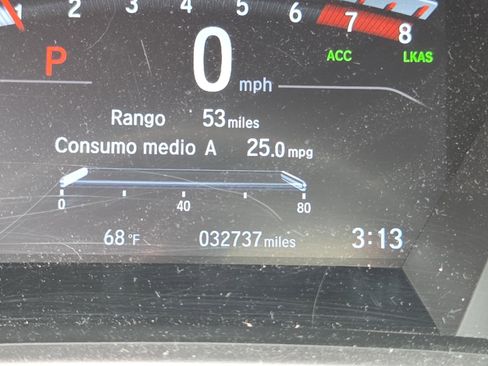 1 2 3 4 5 6 7 8
P 0 mph ACC LKAS
Rango 53 miles
Consumo medio A 25.0 mpg
0 40 80
68 °F 032737 miles 3:13